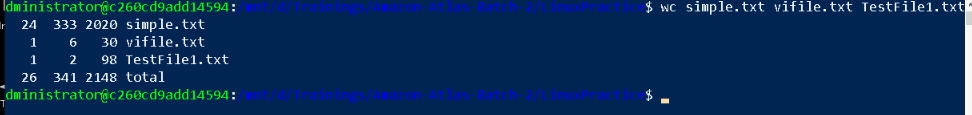 dministrator@c260cd9add14594:/mnt/d/Trainings/Amazon Atlas Batch 2/LinuxPractice$ wc simple.txt vifile.txt TestFile1.txt
24 333 2020 simple.txt
1 6 30 vifile.txt
1 2 98 TestFile1.txt
26 341 2148 total
dministrator@c260cd9add14594:/mnt/d/Trainings/Amazon Atlas Batch 2/LinuxPractice$